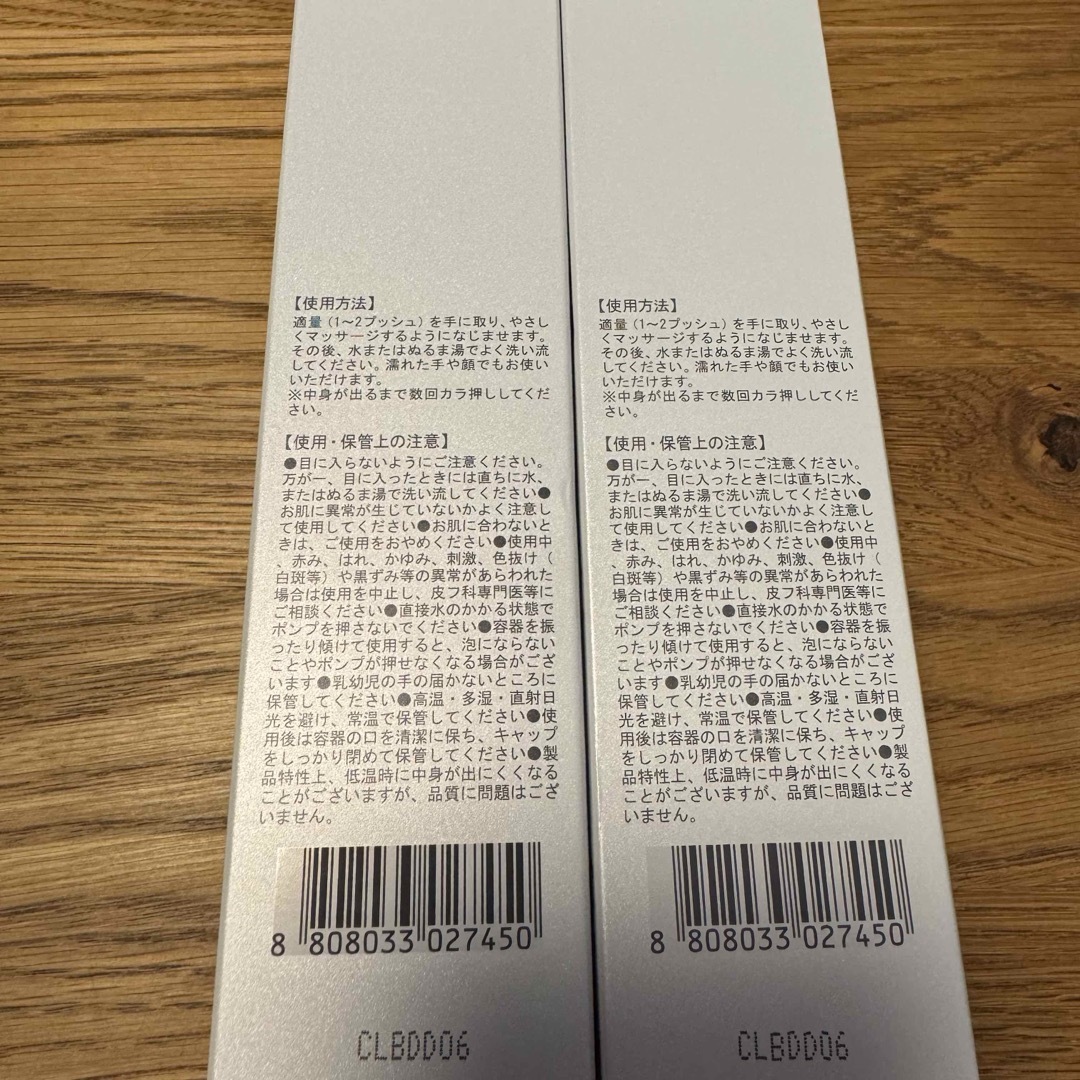 【使用方法】
適量（1〜2プッシュ）を手に取り、やさし
くマッサージするようになじませます。
その後、水またはぬるま湯でよく洗い流
してください。濡れた手や顔でもお使い
いただけます。
※中身が出るまで数回カラ押ししてくだ
さい。
【使用・保管上の注意】
●目に入らないようにご注意ください。
万が一、目に入ったときには直ちに水、
またはぬるま湯で洗い流してください●
お肌に異常が生じていないかよく注意し
て使用してください●お肌に合わないと
きは、ご使用をおやめください●使用中
、赤み、はれ、かゆみ、刺激、色抜け（
白斑等）や黒ずみ等の異常があらわれた
場合は使用を中止し、皮フ科専門医等に
ご相談ください●直接水のかかる状態で
ポンプを押さないでください●容器を振
ったり傾けて使用すると、泡にならない
ことやポンプが押せなくなる場合がござ
います●乳幼児の手の届かないところに
保管してください●高温・多湿・直射日
光を避け、常温で保管してください●使
用後は容器の口を清潔に保ち、キャップ
をしっかり閉めて保管してください●製
品特性上、低温時に中身が出にくくなる
ことがございますが、品質に問題はござ
いません。
8 808033 027450
CLBDD06
【使用方法】
適量（1〜2プッシュ）を手に取り、やさし
くマッサージするようになじませます。
その後、水またはぬるま湯でよく洗い流
してください。濡れた手や顔でもお使い
いただけます。
※中身が出るまで数回カラ押ししてくだ
さい。
【使用・保管上の注意】
●目に入らないようにご注意ください。
万が一、目に入ったときには直ちに水、
またはぬるま湯で洗い流してください●
お肌に異常が生じていないかよく注意し
て使用してください●お肌に合わないと
きは、ご使用をおやめください●使用中
、赤み、はれ、かゆみ、刺激、色抜け（
白斑等）や黒ずみ等の異常があらわれた
場合は使用を中止し、皮フ科専門医等に
ご相談ください●直接水のかかる状態で
ポンプを押さないでください●容器を振
ったり傾けて使用すると、泡にならない
ことやポンプが押せなくなる場合がござ
います●乳幼児の手の届かないところに
保管してください●高温・多湿・直射日
光を避け、常温で保管してください●使
用後は容器の口を清潔に保ち、キャップ
をしっかり閉めて保管してください●製
品特性上、低温時に中身が出にくくなる
ことがございますが、品質に問題はござ
いません。
8 808033 027450
CLBDD06